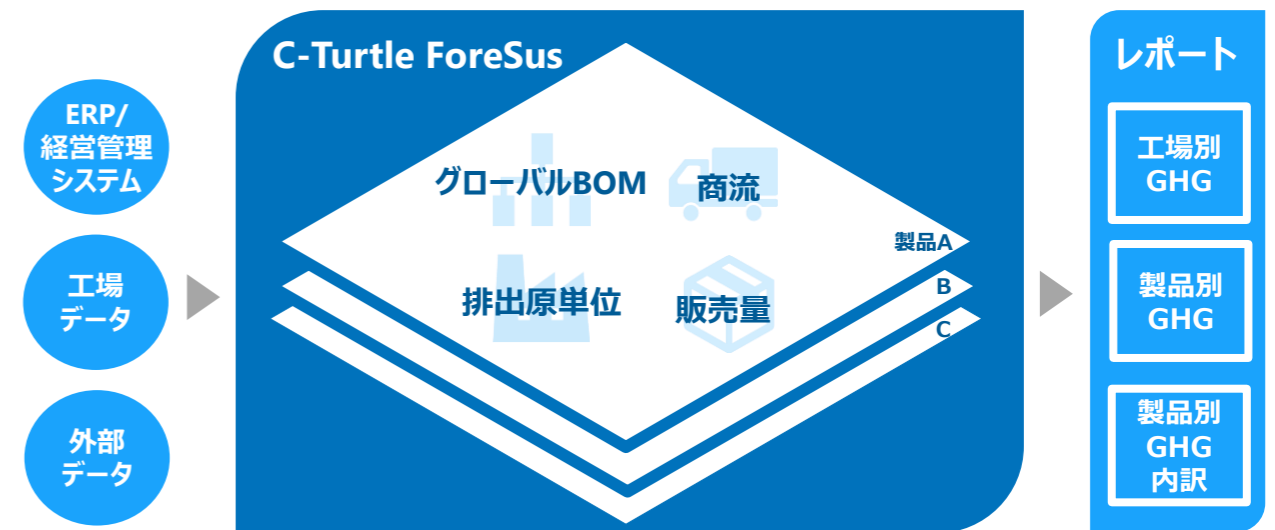 ERP/
経営管理
システム
工場
データ
外部
データ
C-Turtle ForeSus
グローバルBOM
商流
排出原単位
販売量
製品A
B
C
レポート
工場別
GHG
製品別
GHG
製品別
GHG
内訳